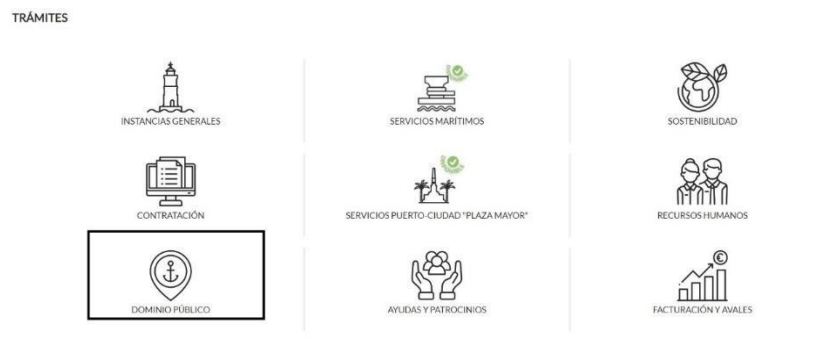 TRÁMITES
INSTANCIAS GENERALES
SERVICIOS MARÍTIMOS
SOSTENIBILIDAD
CONTRATACIÓN
SERVICIOS PUERTO-CIUDAD "PLAZA MAYOR"
RECURSOS HUMANOS
DOMINIO PÚBLICO
AYUDAS Y PATROCINIOS
FACTURACIÓN Y AVALES